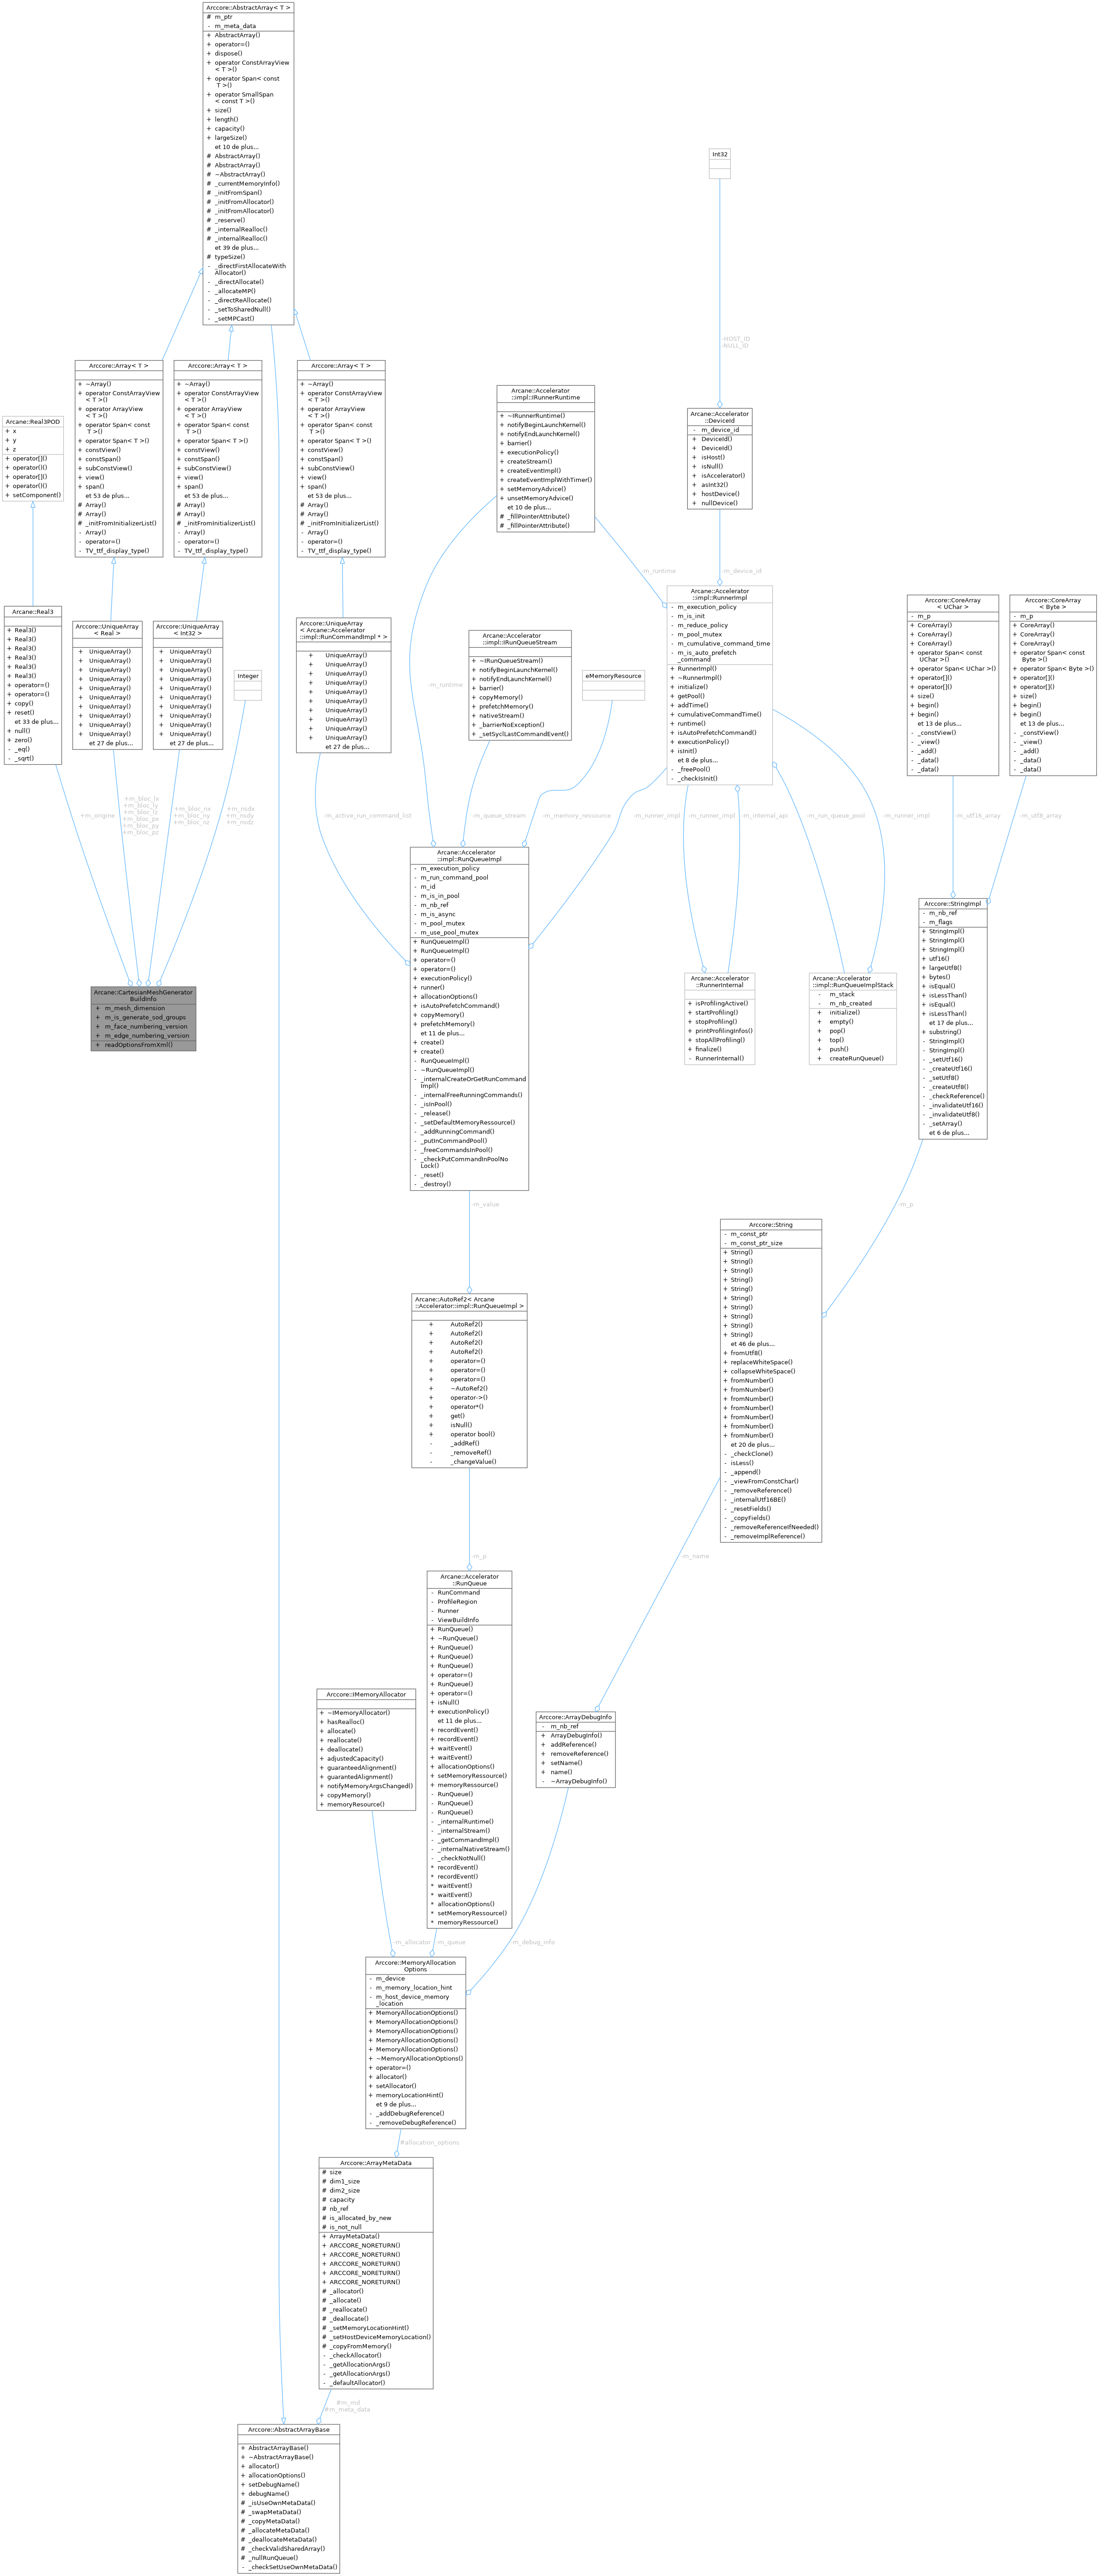 Arccore::AbstractArray< T >
# m_ptr
- m_meta_data
+ AbstractArray()
+ operator=()
+ dispose()
+ operator ConstArrayView
< T >()
+ operator Span< const
T >()
+ operator SmallSpan
< const T >()
+ size()
+ length()
+ capacity()
+ largeSize()
et 10 de plus...
# AbstractArray()
# AbstractArray()
# ~AbstractArray()
# _currentMemoryInfo()
# _initFromSpan()
# _initFromAllocator()
# _initFromAllocator()
# _reserve()
# _internalRealloc()
# _internalRealloc()
et 39 de plus...
# typeSize()
- _directFirstAllocateWith
Allocator()
- _directAllocate()
- _allocateMP()
- _directReAllocate()
- _setToSharedNull()
- _setMPCast()
Int32
-HOST_ID
-NULL_ID
Arccore::Array< T >
+ ~Array()
+ operator ConstArrayView
< T >()
+ operator ArrayView
< T >()
+ operator Span< const
T >()
+ operator Span< T >()
+ constView()
+ constSpan()
+ subConstView()
+ view()
+ span()
et 53 de plus...
# Array()
# Array()
# _initFromInitializerList()
- Array()
- operator=()
- TV_ttf_display_type()
Arccore::Array< T >
+ ~Array()
+ operator ConstArrayView
< T >()
+ operator ArrayView
< T >()
+ operator Span< const
T >()
+ operator Span< T >()
+ constView()
+ constSpan()
+ subConstView()
+ view()
+ span()
et 53 de plus...
# Array()
# Array()
# _initFromInitializerList()
- Array()
- operator=()
- TV_ttf_display_type()
Arccore::Array< T >
+ ~Array()
+ operator ConstArrayView
< T >()
+ operator ArrayView
< T >()
+ operator Span< const
T >()
+ operator Span< T >()
+ constView()
+ constSpan()
+ subConstView()
+ view()
+ span()
et 53 de plus...
# Array()
# Array()
# _initFromInitializerList()
- Array()
- operator=()
- TV_ttf_display_type()
Arcane::Accelerator
::impl::IRunnerRuntime
+ ~IRunnerRuntime()
+ notifyBeginLaunchKernel()
+ notifyEndLaunchKernel()
+ barrier()
+ executionPolicy()
+ createStream()
+ createEventImpl()
+ createEventImplWithTimer()
+ setMemoryAdvice()
+ unsetMemoryAdvice()
et 10 de plus...
# _fillPointerAttribute()
# _fillPointerAttribute()
Arcane::Accelerator
::DeviceId
- m_device_id
+ DeviceId()
+ DeviceId()
+ isHost()
+ isNull()
+ isAccelerator()
+ asInt32()
+ hostDevice()
+ nullDevice()
Arcane::Real3POD
+ x
+ y
+ z
+ operator[]()
+ operator()()
+ operator[]()
+ operator()()
+ setComponent()
-m_runtime
-m_device_id
Arcane::Real3
+ Real3()
+ Real3()
+ Real3()
+ Real3()
+ Real3()
+ Real3()
+ operator=()
+ operator=()
+ copy()
+ reset()
et 33 de plus...
+ null()
+ zero()
- _eq()
- _sqrt()
Arccore::UniqueArray
< Real >
+ UniqueArray()
+ UniqueArray()
+ UniqueArray()
+ UniqueArray()
+ UniqueArray()
+ UniqueArray()
+ UniqueArray()
+ UniqueArray()
+ UniqueArray()
+ UniqueArray()
et 27 de plus...
Arccore::UniqueArray
< Int32 >
+ UniqueArray()
+ UniqueArray()
+ UniqueArray()
+ UniqueArray()
+ UniqueArray()
+ UniqueArray()
+ UniqueArray()
+ UniqueArray()
+ UniqueArray()
+ UniqueArray()
et 27 de plus...
Integer
Arccore::UniqueArray
< Arcane::Accelerator
::impl::RunCommandImpl * >
+ UniqueArray()
+ UniqueArray()
+ UniqueArray()
+ UniqueArray()
+ UniqueArray()
+ UniqueArray()
+ UniqueArray()
+ UniqueArray()
+ UniqueArray()
+ UniqueArray()
et 27 de plus...
-m_runtime
Arcane::Accelerator
::impl::IRunQueueStream
+ ~IRunQueueStream()
+ notifyBeginLaunchKernel()
+ notifyEndLaunchKernel()
+ barrier()
+ copyMemory()
+ prefetchMemory()
+ nativeStream()
+ _barrierNoException()
+ _setSyclLastCommandEvent()
eMemoryResource
Arcane::Accelerator
::impl::RunnerImpl
- m_execution_policy
- m_is_init
- m_reduce_policy
- m_pool_mutex
- m_cumulative_command_time
- m_is_auto_prefetch
_command
+ RunnerImpl()
+ ~RunnerImpl()
+ initialize()
+ getPool()
+ addTime()
+ cumulativeCommandTime()
+ runtime()
+ isAutoPrefetchCommand()
+ executionPolicy()
+ isInit()
et 8 de plus...
- _freePool()
- _checkIsInit()
Arccore::CoreArray
< UChar >
- m_p
+ CoreArray()
+ CoreArray()
+ CoreArray()
+ operator Span< const
UChar >()
+ operator Span< UChar >()
+ operator[]()
+ operator[]()
+ size()
+ begin()
+ begin()
et 13 de plus...
- _constView()
- _view()
- _add()
- _data()
- _data()
Arccore::CoreArray
< Byte >
- m_p
+ CoreArray()
+ CoreArray()
+ CoreArray()
+ operator Span< const
Byte >()
+ operator Span< Byte >()
+ operator[]()
+ operator[]()
+ size()
+ begin()
+ begin()
et 13 de plus...
- _constView()
- _view()
- _add()
- _data()
- _data()
+m_origine
+m_bloc_lx
+m_bloc_ly
+m_bloc_lz
+m_bloc_px
+m_bloc_py
+m_bloc_pz
+m_bloc_nx
+m_bloc_ny
+m_bloc_nz
+m_nsdx
+m_nsdy
+m_nsdz
-m_active_run_command_list
-m_queue_stream
-m_memory_ressource
-m_runner_impl
-m_runner_impl
-m_internal_api
-m_run_queue_pool
-m_runner_impl
-m_utf16_array
-m_utf8_array
Arcane::Accelerator
::impl::RunQueueImpl
- m_execution_policy
- m_run_command_pool
- m_id
- m_is_in_pool
- m_nb_ref
- m_is_async
- m_pool_mutex
- m_use_pool_mutex
+ RunQueueImpl()
+ RunQueueImpl()
+ operator=()
+ operator=()
+ executionPolicy()
+ runner()
+ allocationOptions()
+ isAutoPrefetchCommand()
+ copyMemory()
+ prefetchMemory()
et 11 de plus...
+ create()
+ create()
- RunQueueImpl()
- ~RunQueueImpl()
- _internalCreateOrGetRunCommand
Impl()
- _internalFreeRunningCommands()
- _isInPool()
- _release()
- _setDefaultMemoryRessource()
- _addRunningCommand()
- _putInCommandPool()
- _freeCommandsInPool()
- _checkPutCommandInPoolNo
Lock()
- _reset()
- _destroy()
Arcane::CartesianMeshGenerator
BuildInfo
+ m_mesh_dimension
+ m_is_generate_sod_groups
+ m_face_numbering_version
+ m_edge_numbering_version
+ readOptionsFromXml()
Arcane::Accelerator
::RunnerInternal
+ isProfilingActive()
+ startProfiling()
+ stopProfiling()
+ printProfilingInfos()
+ stopAllProfiling()
+ finalize()
- RunnerInternal()
Arcane::Accelerator
::impl::RunQueueImplStack
- m_stack
- m_nb_created
+ initialize()
+ empty()
+ pop()
+ top()
+ push()
+ createRunQueue()
Arccore::StringImpl
- m_nb_ref
- m_flags
+ StringImpl()
+ StringImpl()
+ StringImpl()
+ utf16()
+ largeUtf8()
+ bytes()
+ isEqual()
+ isLessThan()
+ isEqual()
+ isLessThan()
et 17 de plus...
+ substring()
- StringImpl()
- StringImpl()
- _setUtf16()
- _createUtf16()
- _setUtf8()
- _createUtf8()
- _checkReference()
- _invalidateUtf16()
- _invalidateUtf8()
- _setArray()
et 6 de plus...
-m_value
-m_p
Arccore::String
- m_const_ptr
- m_const_ptr_size
+ String()
+ String()
+ String()
+ String()
+ String()
+ String()
+ String()
+ String()
+ String()
+ String()
et 46 de plus...
+ fromUtf8()
+ replaceWhiteSpace()
+ collapseWhiteSpace()
+ fromNumber()
+ fromNumber()
+ fromNumber()
+ fromNumber()
+ fromNumber()
+ fromNumber()
+ fromNumber()
et 20 de plus...
- _checkClone()
- isLess()
- _append()
- _viewFromConstChar()
- _removeReference()
- _internalUtf16BE()
- _resetFields()
- _copyFields()
- _removeReferenceIfNeeded()
- _removeImplReference()
Arcane::AutoRef2< Arcane
::Accelerator::impl::RunQueueImpl >
+ AutoRef2()
+ AutoRef2()
+ AutoRef2()
+ AutoRef2()
+ operator=()
+ operator=()
+ operator=()
+ ~AutoRef2()
+ operator->()
+ operator*()
+ get()
+ isNull()
+ operator bool()
- _addRef()
- _removeRef()
- _changeValue()
-m_p
-m_name
Arcane::Accelerator
::RunQueue
- RunCommand
- ProfileRegion
- Runner
- ViewBuildInfo
+ RunQueue()
+ ~RunQueue()
+ RunQueue()
+ RunQueue()
+ RunQueue()
+ operator=()
+ RunQueue()
+ operator=()
+ isNull()
+ executionPolicy()
et 11 de plus...
+ recordEvent()
+ recordEvent()
+ waitEvent()
+ waitEvent()
+ allocationOptions()
+ setMemoryRessource()
+ memoryRessource()
- RunQueue()
- RunQueue()
- RunQueue()
- _internalRuntime()
- _internalStream()
- _getCommandImpl()
- _internalNativeStream()
- _checkNotNull()
* recordEvent()
* recordEvent()
* waitEvent()
* waitEvent()
* allocationOptions()
* setMemoryRessource()
* memoryRessource()
Arccore::IMemoryAllocator
+ ~IMemoryAllocator()
+ hasRealloc()
+ allocate()
+ reallocate()
+ deallocate()
+ adjustedCapacity()
+ guaranteedAlignment()
+ guarantedAlignment()
+ notifyMemoryArgsChanged()
+ copyMemory()
+ memoryResource()
Arccore::ArrayDebugInfo
- m_nb_ref
+ ArrayDebugInfo()
+ addReference()
+ removeReference()
+ setName()
+ name()
- ~ArrayDebugInfo()
-m_allocator
-m_queue
-m_debug_info
Arccore::MemoryAllocation
Options
- m_device
- m_memory_location_hint
- m_host_device_memory
_location
+ MemoryAllocationOptions()
+ MemoryAllocationOptions()
+ MemoryAllocationOptions()
+ MemoryAllocationOptions()
+ MemoryAllocationOptions()
+ ~MemoryAllocationOptions()
+ operator=()
+ allocator()
+ setAllocator()
+ memoryLocationHint()
et 9 de plus...
- _addDebugReference()
- _removeDebugReference()
#allocation_options
Arccore::ArrayMetaData
# size
# dim1_size
# dim2_size
# capacity
# nb_ref
# is_allocated_by_new
# is_not_null
+ ArrayMetaData()
+ ARCCORE_NORETURN()
+ ARCCORE_NORETURN()
+ ARCCORE_NORETURN()
+ ARCCORE_NORETURN()
+ ARCCORE_NORETURN()
# _allocator()
# _allocate()
# _reallocate()
# _deallocate()
# _setMemoryLocationHint()
# _setHostDeviceMemoryLocation()
# _copyFromMemory()
- _checkAllocator()
- _getAllocationArgs()
- _getAllocationArgs()
- _defaultAllocator()
#m_md
#m_meta_data
Arccore::AbstractArrayBase
+ AbstractArrayBase()
+ ~AbstractArrayBase()
+ allocator()
+ allocationOptions()
+ setDebugName()
+ debugName()
# _isUseOwnMetaData()
# _swapMetaData()
# _copyMetaData()
# _allocateMetaData()
# _deallocateMetaData()
# _checkValidSharedArray()
# _nullRunQueue()
- _checkSetUseOwnMetaData()